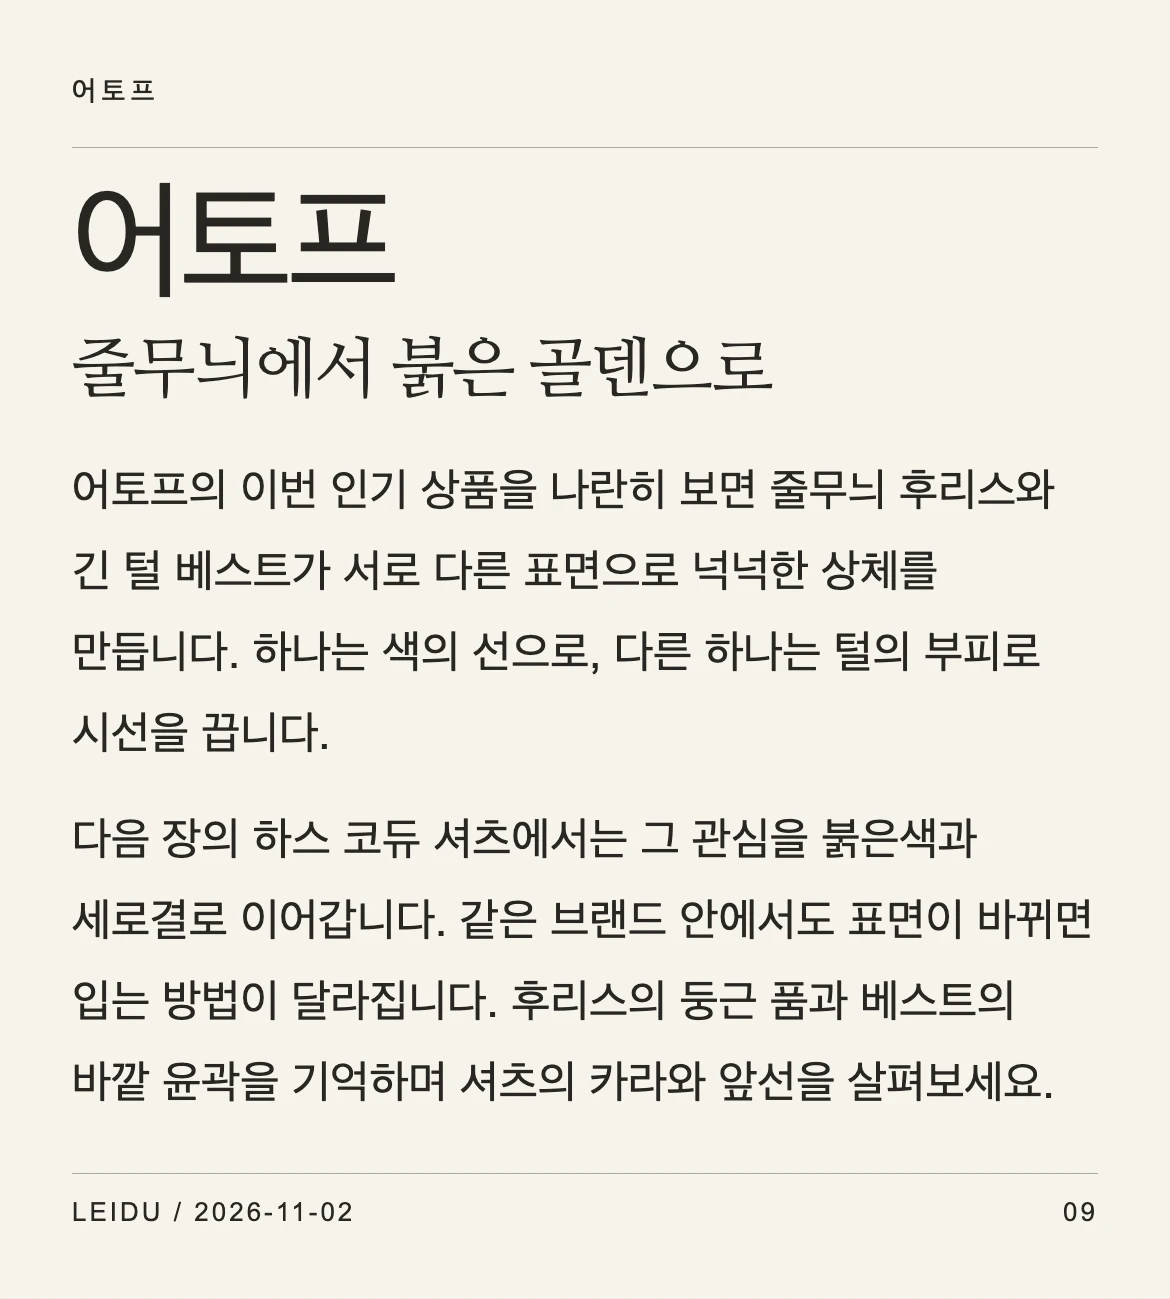 어토프
어토프
줄무늬에서 붉은 골덴으로
어토프의 이번 인기 상품을 나란히 보면 줄무늬 후리스와
긴 털 베스트가 서로 다른 표면으로 넉넉한 상체를
만듭니다. 하나는 색의 선으로, 다른 하나는 털의 부피로
시선을 끕니다.
다음 장의 하스 코듀 셔츠에서는 그 관심을 붉은색과
세로결로 이어갑니다. 같은 브랜드 안에서도 표면이 바뀌면
입는 방법이 달라집니다. 후리스의 둥근 품과 베스트의
바깥 윤곽을 기억하며 셔츠의 카라와 앞선을 살펴보세요.
LEIDU / 2026-11-02
09